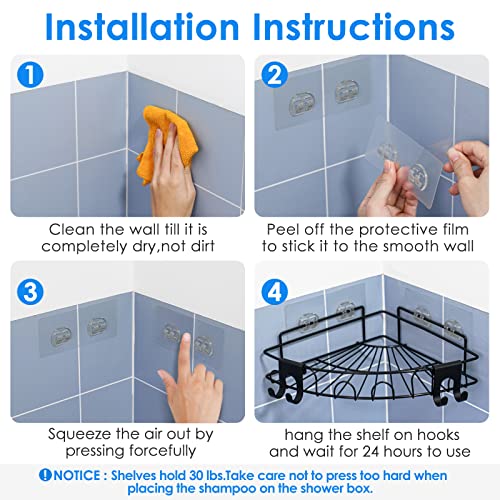 Installation Instructions
1
Clean the wall till it is
completely dry,not dirt
2
Peel off the protective film
to stick it to the smooth wall
3
Squeeze the air out by
pressing forcefully
4
hang the shelf on hooks
and wait for 24 hours to use
!NOTICE : Shelves hold 30 lbs.Take care not to press too hard when
placing the shampoo on the shower box.